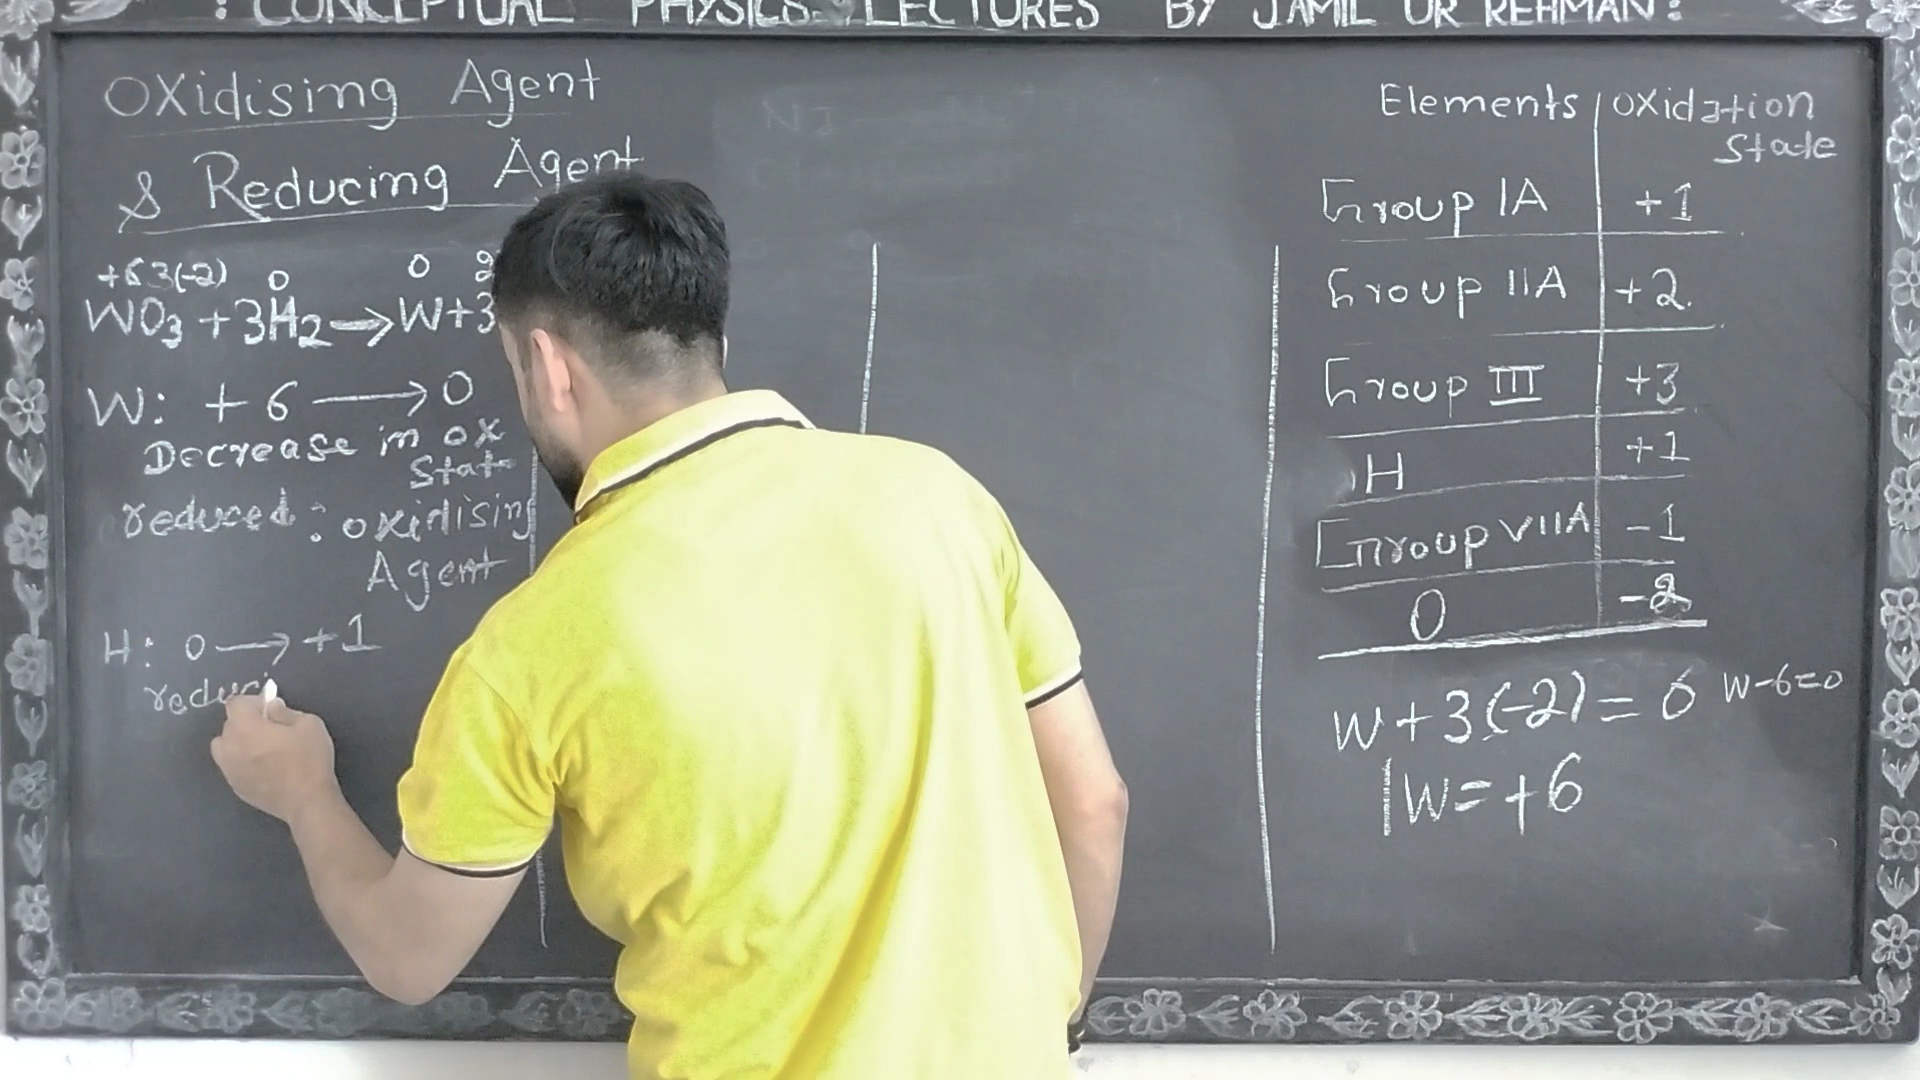 : CONCEPTUAL PHYSICS LECTURES BY JAMIL UR REHMAN:
OXidising Agent
& Reducing Agent
+6 3(-2) 0 0 2
WO3 + 3H2 → W + 3
W: +6 → 0
Decrease in ox
State
reduced: oxidising
Agent
H: 0 → +1
reduci
Elements oxidation
State
Group IA +1
Group IIA +2
Group III +3
H +1
Group VIIA -1
O -2
W+3(-2)=0 W-6=0
W=+6